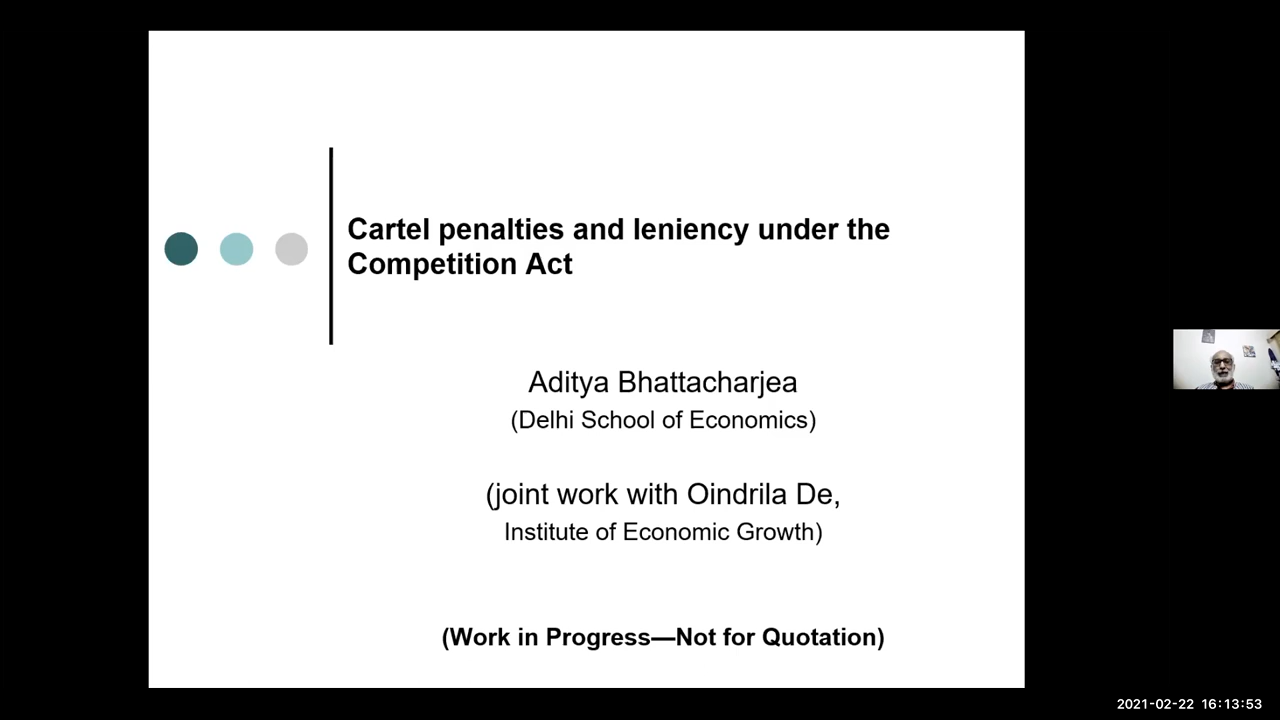 Cartel penalties and leniency under the
Competition Act
Aditya Bhattacharjea
(Delhi School of Economics)
(joint work with Oindrila De,
Institute of Economic Growth)
(Work in Progress—Not for Quotation)
2021-02-22 16:13:53